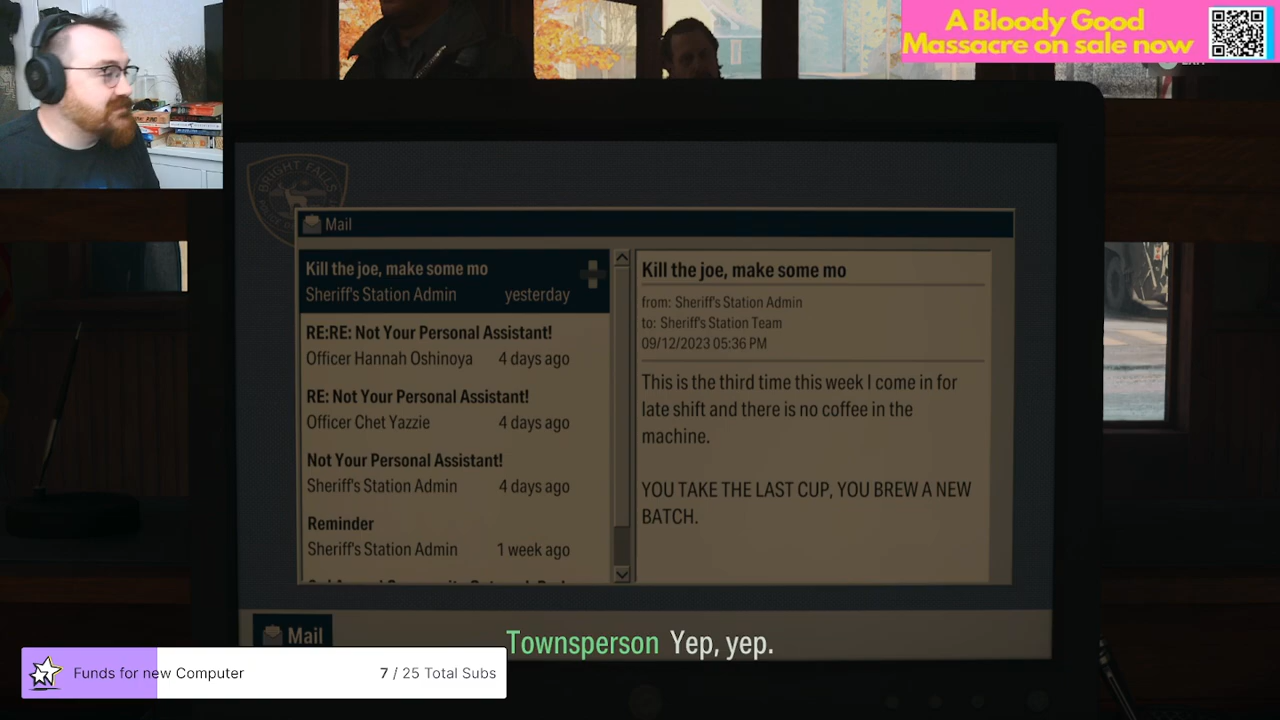 A Bloody Good
Massacre on sale now
BRIGHT FALLS
Mail
Kill the joe, make some mo
Sheriff's Station Admin yesterday
RE:RE: Not Your Personal Assistant!
Officer Hannah Oshinoya 4 days ago
RE: Not Your Personal Assistant!
Officer Chet Yazzie 4 days ago
Not Your Personal Assistant!
Sheriff's Station Admin 4 days ago
Reminder
Sheriff's Station Admin 1 week ago
Kill the joe, make some mo
from: Sheriff's Station Admin
to: Sheriff's Station Team
09/12/2023 05:36 PM
This is the third time this week I come in for
late shift and there is no coffee in the
machine.
YOU TAKE THE LAST CUP, YOU BREW A NEW
BATCH.
Mail
Townsperson Yep, yep.
Funds for new Computer 7 / 25 Total Subs